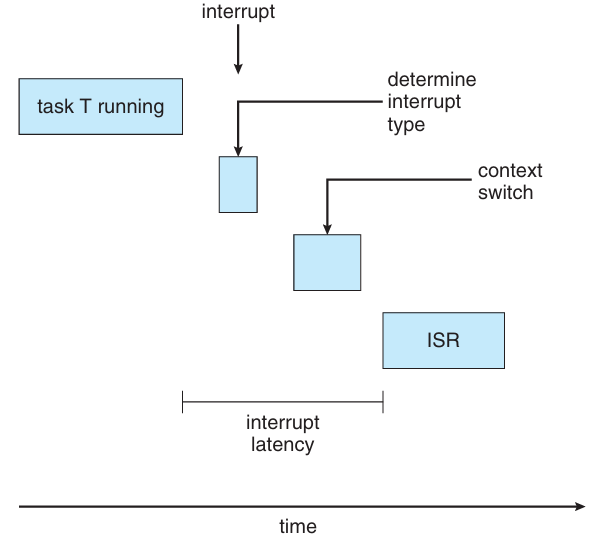 interrupt
task T running
determine
interrupt
type
context
switch
ISR
interrupt
latency
time